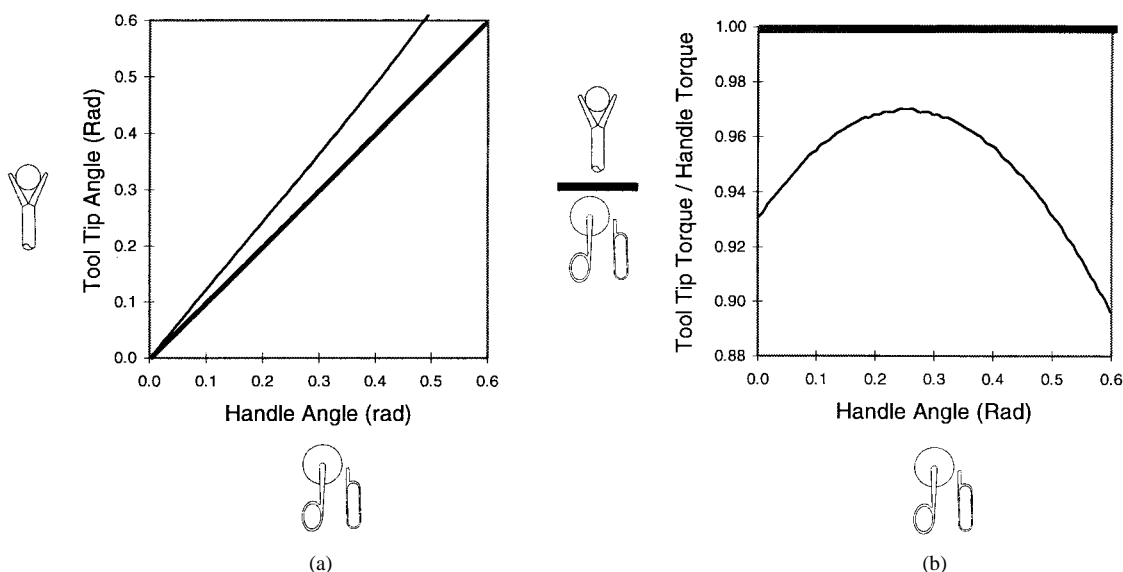 Tool Tip Angle (Rad)
0.6
0.5
0.4
0.3
0.2
0.1
0.0
0.0 0.1 0.2 0.3 0.4 0.5 0.6
Handle Angle (rad)
(a)
Tool Tip Torque / Handle Torque
1.00
0.98
0.96
0.94
0.92
0.90
0.88
0.0 0.1 0.2 0.3 0.4 0.5 0.6
Handle Angle (Rad)
(b)